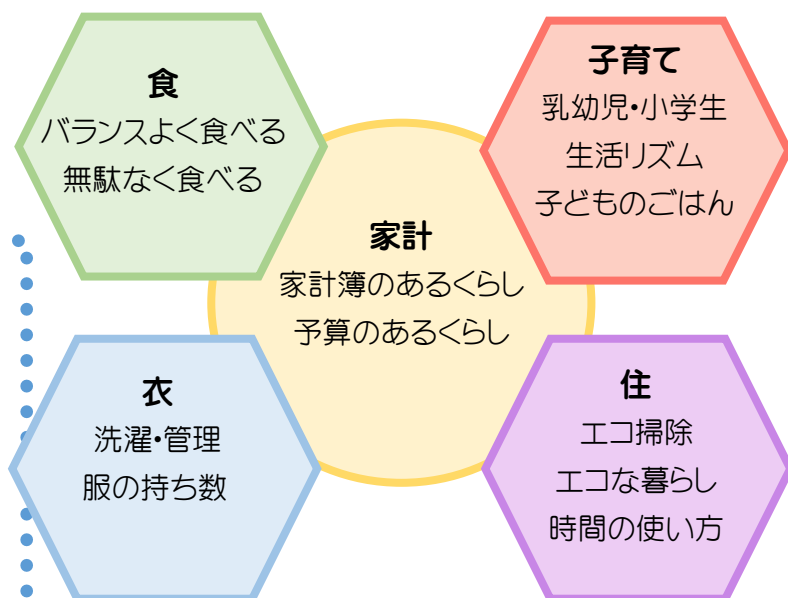 食
バランスよく食べる
無駄なく食べる
子育て
乳幼児・小学生
生活リズム
子どものごはん
家計
家計簿のあるくらし
予算のあるくらし
衣
洗濯・管理
服の持ち数
住
エコ掃除
エコな暮らし
時間の使い方